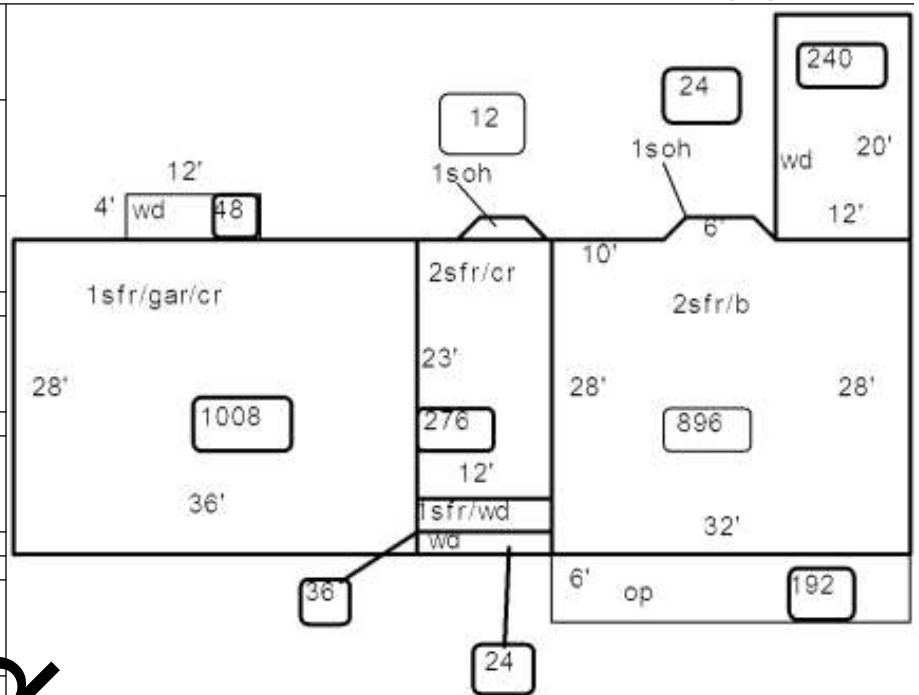 240
24
12
1soh
wd
20'
1soh
12'
4'
wd
48
12'
6'
10'
2sfr/cr
1sfr/gar/cr
2sfr/b
23'
28'
28'
28'
1008
276
896
12'
36'
1sfr/wd
32'
wd
6'
op
192
36
24